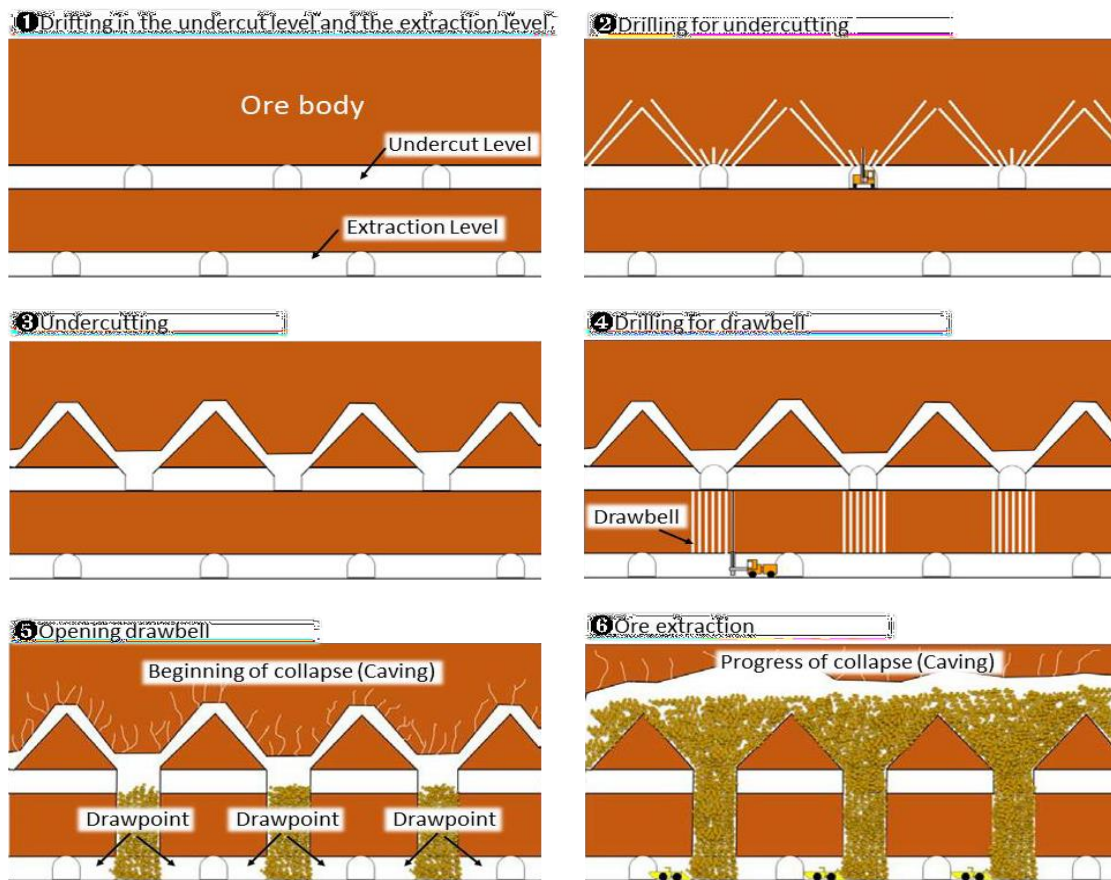 ❶Drifting in the undercut level and the extraction level.
❷Drilling for undercutting
Ore body
Undercut Level
Extraction Level
❸Undercutting
❹Drilling for drawbell
Drawbell
❺Opening drawbell
❻Ore extraction
Beginning of collapse (Caving)
Progress of collapse (Caving)
Drawpoint
Drawpoint
Drawpoint